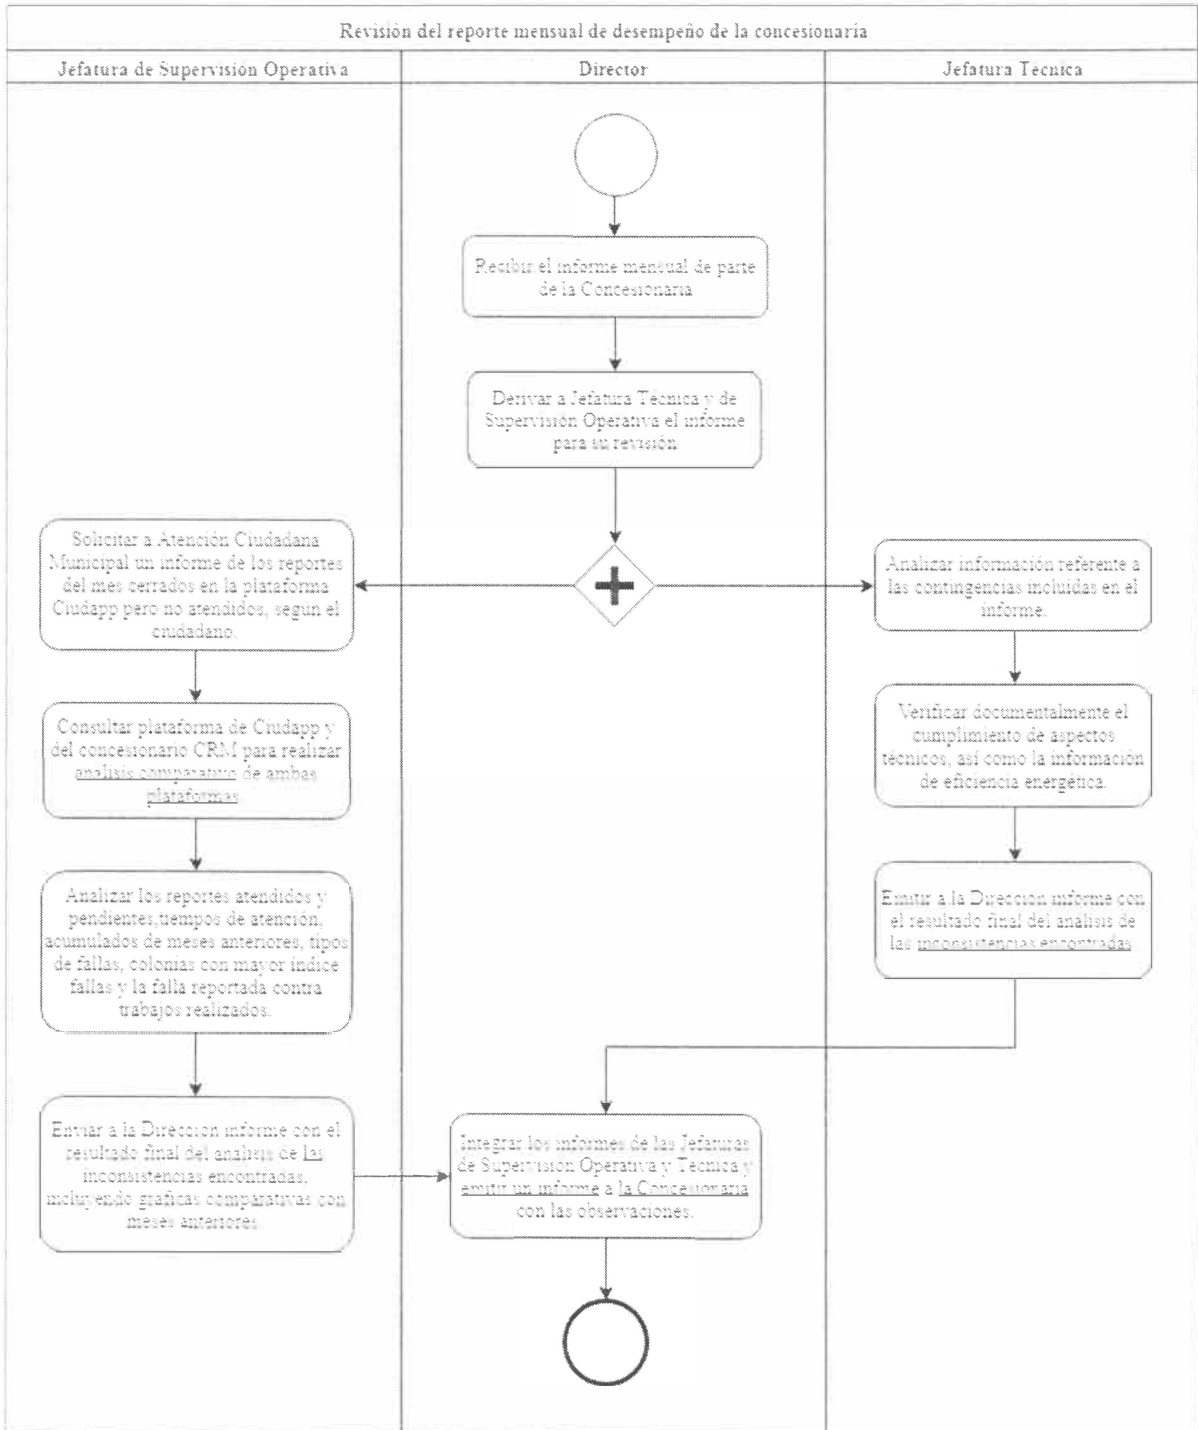 Revisión del reporte mensual de desempeño de la concesionaria
Jefatura de Supervisión Operativa
Director
Jefatura Técnica
Recibir el informe mensual de parte
de la Concesionaria
Derivar a Jefatura Técnica y de
Supervisión Operativa el informe
para su revisión
Solicitar a Atención Ciudadana
Municipal un informe de los reportes
del mes cerrados en la plataforma
Ciudapp pero no atendidos, según el
ciudadano.
Consultar plataforma de Ciudapp y
del concesionario CRM para realizar
analisis comparativo de ambas
plataformas
Analizar los reportes atendidos y
pendientes,tiempos de atención,
acumulados de meses anteriores, tipos
de fallas, colonias con mayor índice
fallas y la falla reportada contra
trabajos realizados.
Enviar a la Direccion informe con el
resultado final del análisis de las
inconsistencias encontradas.
incluyendo graficas comparativas con
meses anteriores.
Analizar información referente a
las contingencias incluidas en el
informe.
Verificar documentalmente el
cumplimiento de aspectos
técnicos, así como la información
de eficiencia energética.
Emitir a la Dirección informe con
el resultado final del análisis de
las inconsistencias encontradas
Integrar los informes de las Jefaturas
de Supervisión Operativa y Técnica y
emitir un informe a la Concesionaria
con las observaciones.